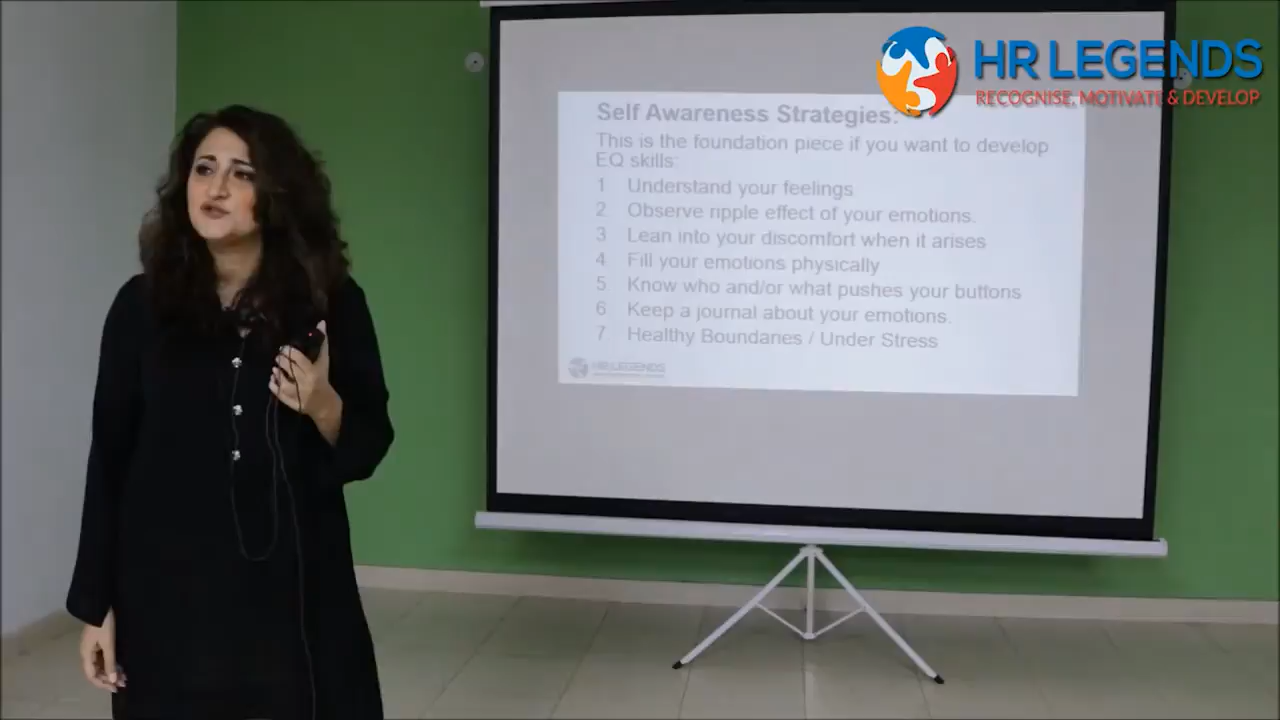 HR LEGENDS
RECOGNISE, MOTIVATE & DEVELOP
Self Awareness Strategies:
This is the foundation piece if you want to develop
EQ skills:
1 Understand your feelings
2 Observe ripple effect of your emotions.
3 Lean into your discomfort when it arises
4 Fill your emotions physically
5 Know who and/or what pushes your buttons
6 Keep a journal about your emotions.
7 Healthy Boundaries / Under Stress
HR LEGENDS